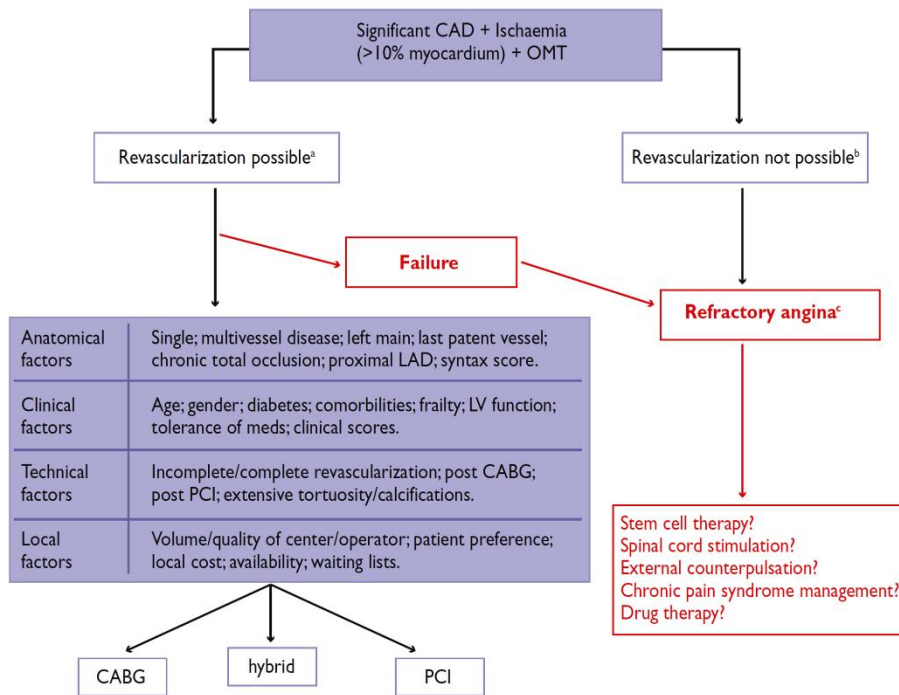 Significant CAD + Ischaemia
(>10% myocardium) + OMT
Revascularization possibleᵃ
Revascularization not possibleᵇ
Failure
Refractory anginaᶜ
Anatomical
factors
Single; multivessel disease; left main; last patent vessel;
chronic total occlusion; proximal LAD; syntax score.
Clinical
factors
Age; gender; diabetes; comorbilities; frailty; LV function;
tolerance of meds; clinical scores.
Technical
factors
Incomplete/complete revascularization; post CABG;
post PCI; extensive tortuosity/calcifications.
Local
factors
Volume/quality of center/operator; patient preference;
local cost; availability; waiting lists.
Stem cell therapy?
Spinal cord stimulation?
External counterpulsation?
Chronic pain syndrome management?
Drug therapy?
CABG
hybrid
PCI